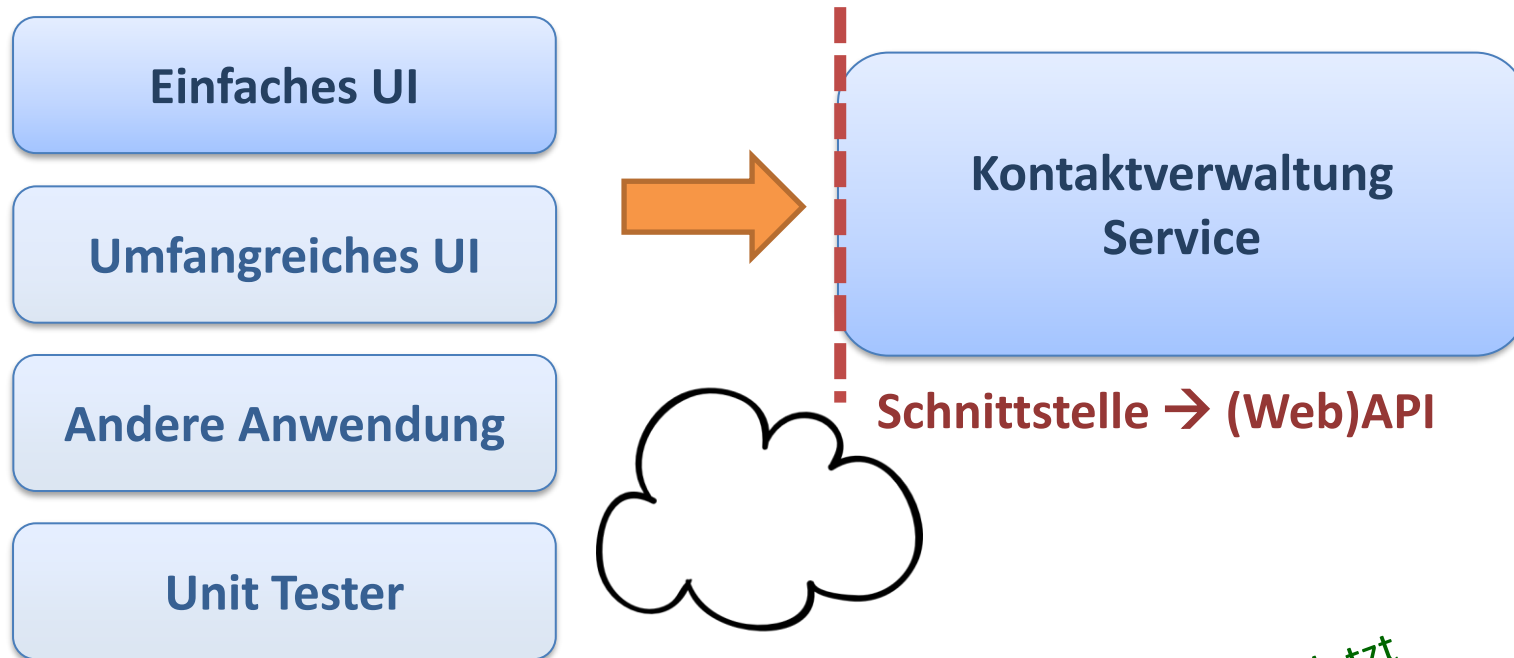 Einfaches UI
Umfangreiches UI
Andere Anwendung
Unit Tester
Kontaktverwaltung
Service
Schnittstelle → (Web)API